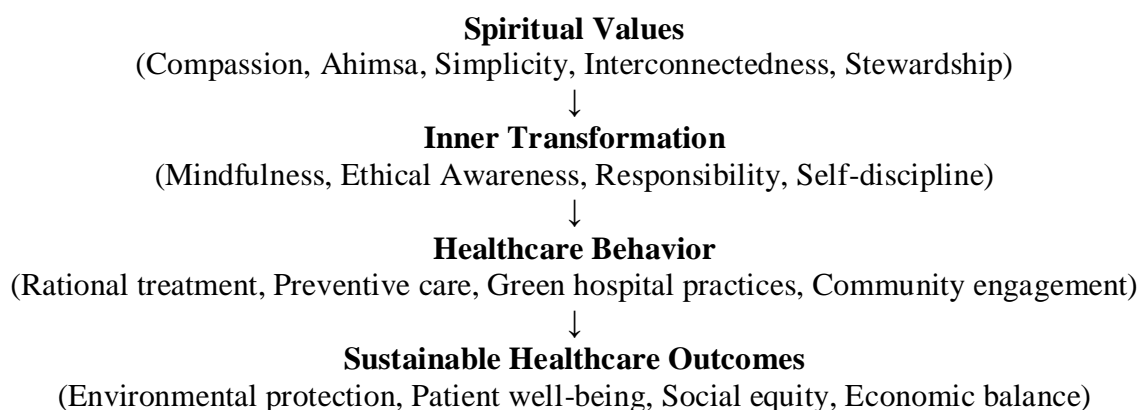 Spiritual Values
(Compassion, Ahimsa, Simplicity, Interconnectedness, Stewardship)
↓
Inner Transformation
(Mindfulness, Ethical Awareness, Responsibility, Self-discipline)
↓
Healthcare Behavior
(Rational treatment, Preventive care, Green hospital practices, Community engagement)
↓
Sustainable Healthcare Outcomes
(Environmental protection, Patient well-being, Social equity, Economic balance)